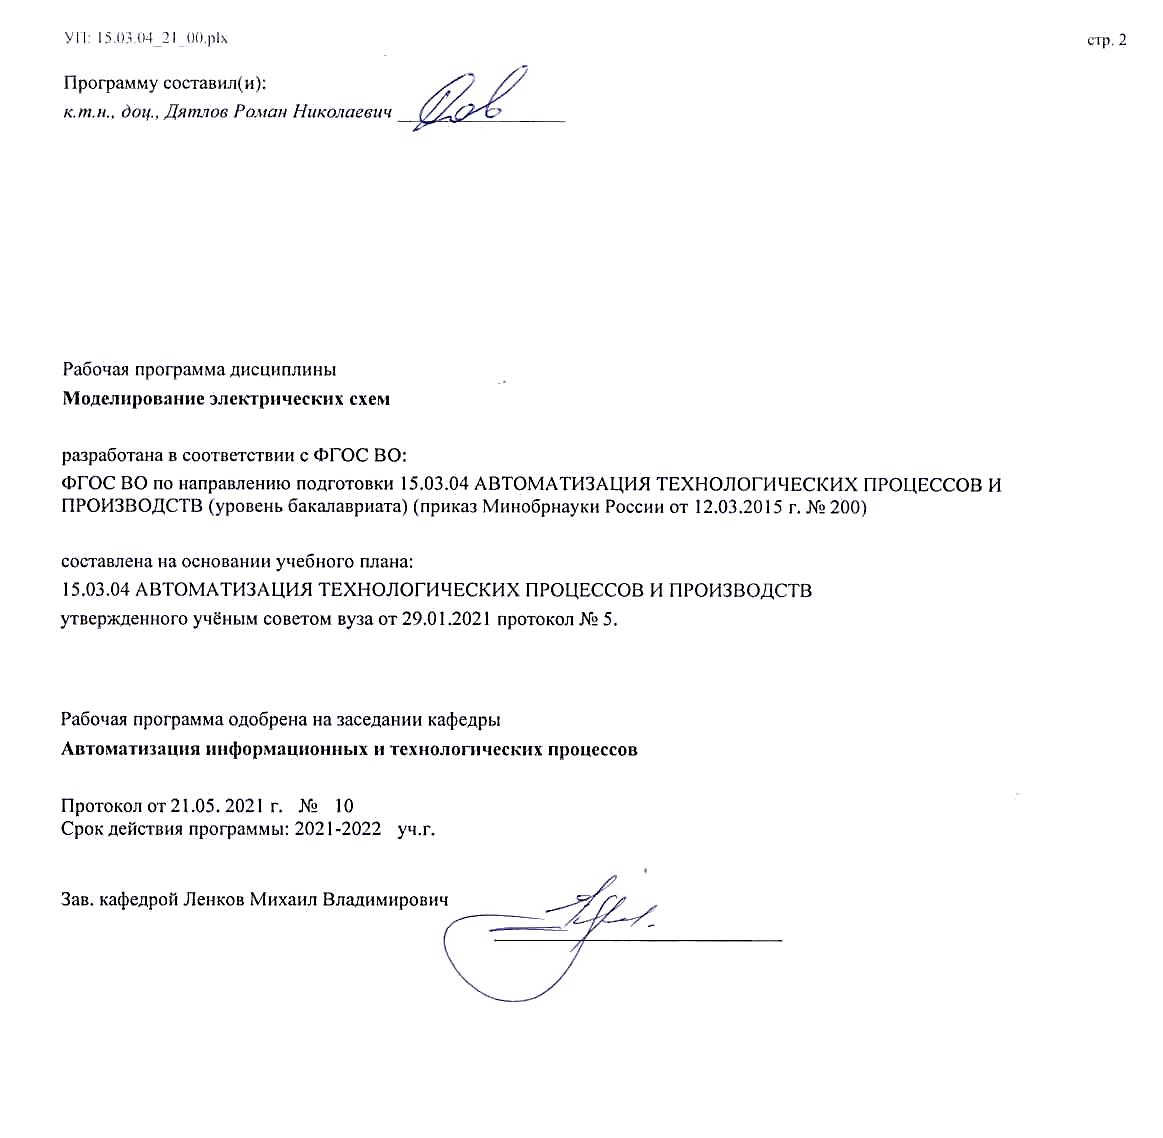 УП: 15.03.04_21_00.plx
стр. 2
Программу составил(и):
к.т.н., доц., Дятлов Роман Николаевич
Рабочая программа дисциплины
Моделирование электрических схем
разработана в соответствии с ФГОС ВО:
ФГОС ВО по направлению подготовки 15.03.04 АВТОМАТИЗАЦИЯ ТЕХНОЛОГИЧЕСКИХ ПРОЦЕССОВ И
ПРОИЗВОДСТВ (уровень бакалавриата) (приказ Минобрнауки России от 12.03.2015 г. № 200)
составлена на основании учебного плана:
15.03.04 АВТОМАТИЗАЦИЯ ТЕХНОЛОГИЧЕСКИХ ПРОЦЕССОВ И ПРОИЗВОДСТВ
утвержденного учёным советом вуза от 29.01.2021 протокол № 5.
Рабочая программа одобрена на заседании кафедры
Автоматизация информационных и технологических процессов
Протокол от 21.05. 2021 г. № 10
Срок действия программы: 2021-2022 уч.г.
Зав. кафедрой Ленков Михаил Владимирович